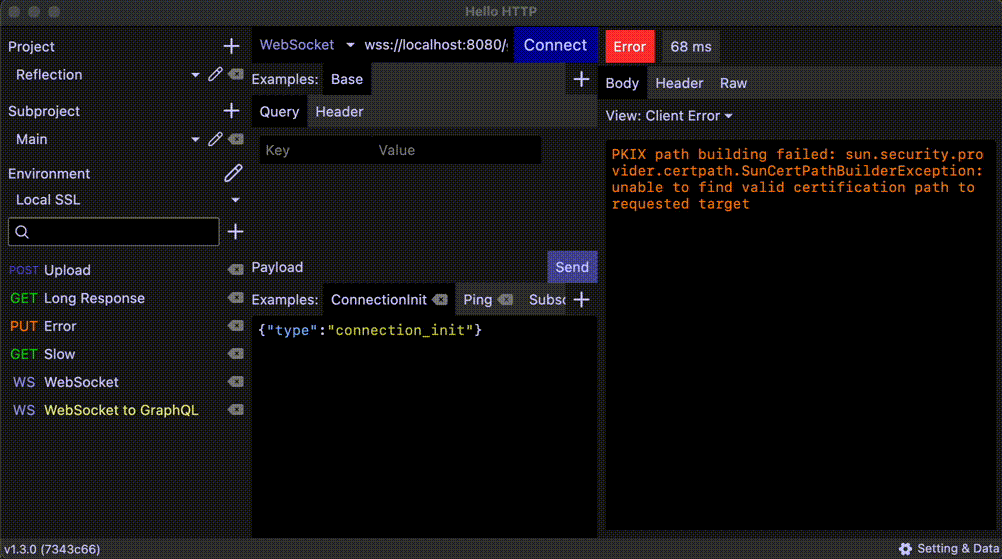 Hello HTTP
Project
Reflection
Subproject
Main
Environment
Local SSL
POST Upload
GET Long Response
PUT Error
GET Slow
WS WebSocket
WS WebSocket to GraphQL
WebSocket wss://localhost:8080/ Connect
Examples: Base
Query Header
Key Value
Payload Send
Examples: ConnectionInit Ping Subsc
{"type":"connection_init"}
Error 68 ms
Body Header Raw
View: Client Error
PKIX path building failed: sun.security.pro
vider.certpath.SunCertPathBuilderException:
unable to find valid certification path to
requested target
v1.3.0 (7343c66)
Setting & Data